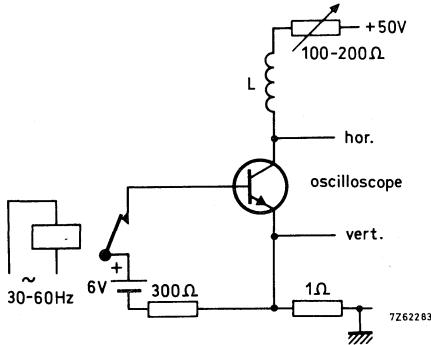 +50V
100-200Ω
L
hor.
oscilloscope
vert.
~
30-60Hz
+
6V
300Ω
1Ω
7Z62283